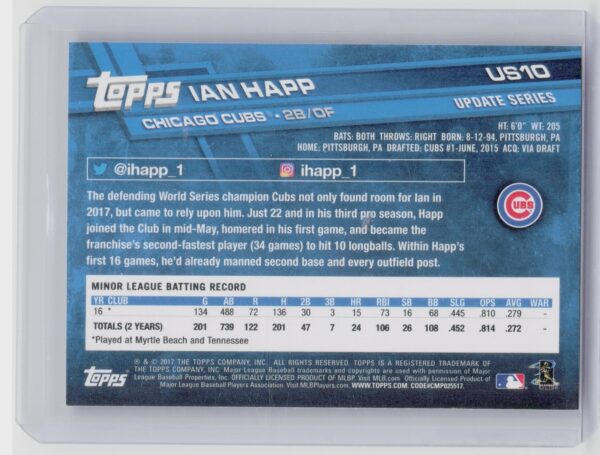 TOPPS IAN HAPP
US10
CHICAGO CUBS • 2B/OF
UPDATE SERIES
HT: 6'0" WT: 205
BATS: BOTH THROWS: RIGHT BORN: 8-12-94, PITTSBURGH, PA
HOME: PITTSBURGH, PA DRAFTED: CUBS #1-JUNE, 2015 ACQ: VIA DRAFT
@ihapp_1 ihapp_1
The defending World Series champion Cubs not only found room for Ian in
2017, but came to rely upon him. Just 22 and in his third pro season, Happ
joined the Club in mid-May, homered in his first game, and became the
franchise's second-fastest player (34 games) to hit 10 longballs. Within Happ's
first 16 games, he'd already manned second base and every outfield post.
CUBS
MINOR LEAGUE BATTING RECORD
YR CLUB G AB R H 2B 3B HR RBI SB BB SLG OPS AVG WAR
16 * 134 488 72 136 30 3 15 73 16 68 .445 .810 .279 -
TOTALS (2 YEARS) 201 739 122 201 47 7 24 106 26 108 .452 .814 .272 -
*Played at Myrtle Beach and Tennessee
® & © 2017 THE TOPPS COMPANY, INC. ALL RIGHTS RESERVED. TOPPS IS A REGISTERED TRADEMARK OF
THE TOPPS COMPANY, INC. Major League Baseball trademarks and copyrights are used with permission of Major
League Baseball Properties, Inc. OFFICIALLY LICENSED PRODUCT OF MLBP. Visit MLB.com. Officially Licensed Product of
Major League Baseball Players Association. Visit MLBPlayers.com. WWW.TOPPS.COM. CODE#CMP025517.
TOPPS